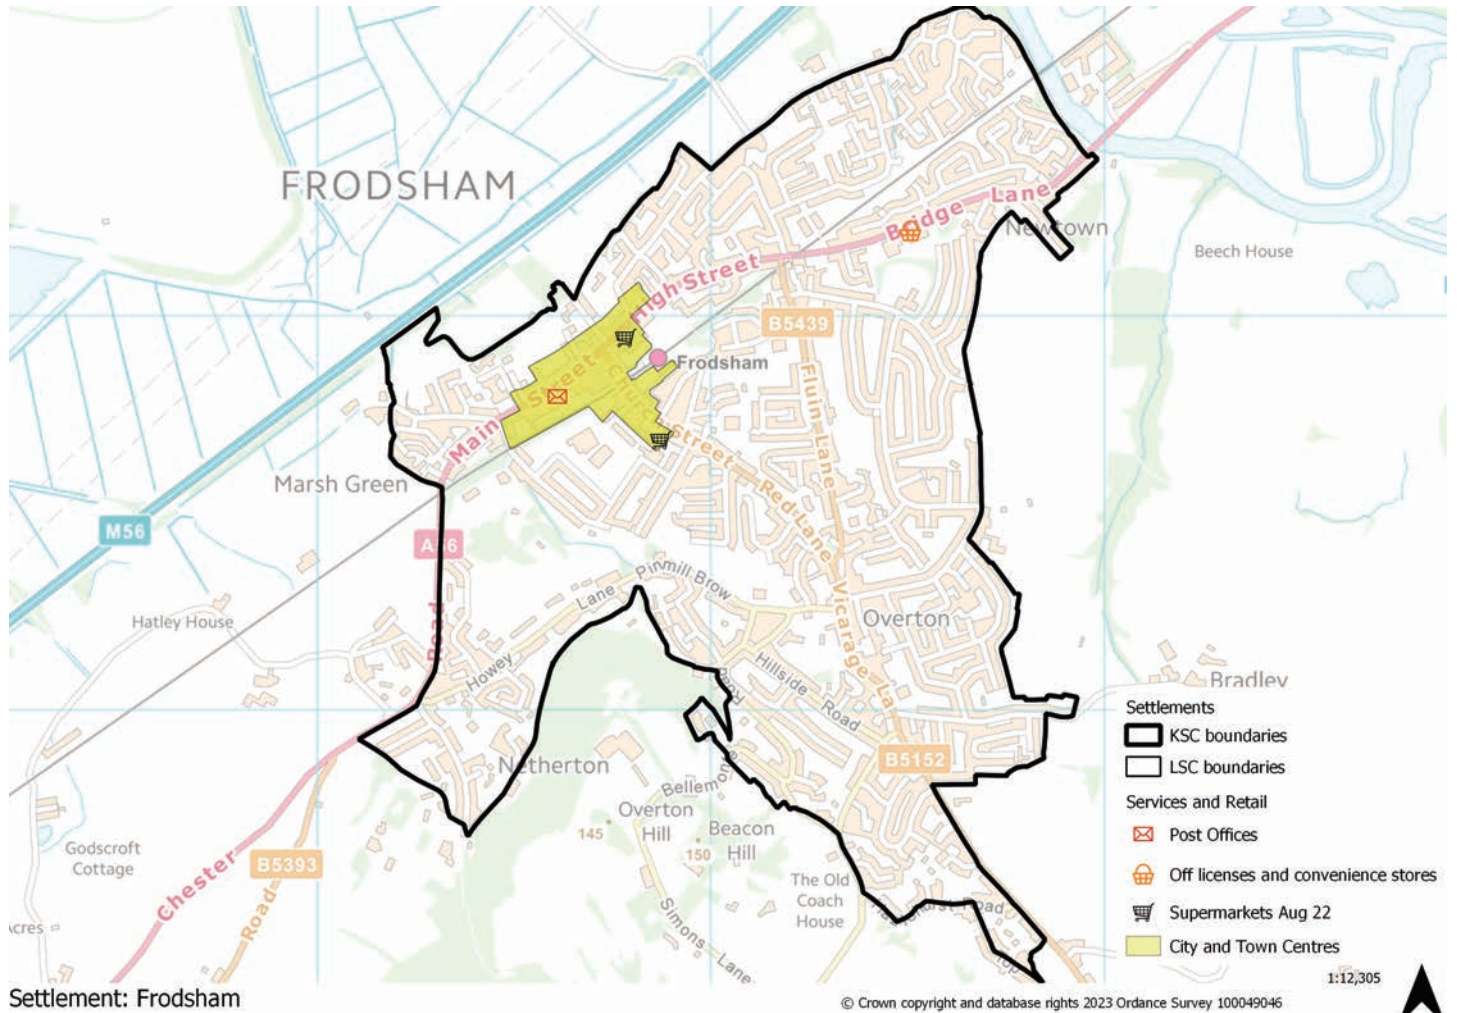 FRODSHAM
Bridge Lane
Newtown
Beech House
High Street
B5439
Frodsham
Main Street
Church Street
Fluin Lane
Marsh Green
M56
Red Lane
A56
Pinmill Brow
Howey Lane
Vicarage La
Overton
Hatley House
Road
Hillside Road
Road
Bradley
Netherton
B5152
Bellemonte
Overton
Hill
145
Beacon
Hill
150
Godscroft
Cottage
B5393
Chester
Road
The Old
Coach
House
Simons Lane
Road
Top
Acres
Settlements
KSC boundaries
LSC boundaries
Services and Retail
Post Offices
Off licenses and convenience stores
Supermarkets Aug 22
City and Town Centres
1:12,305
Settlement: Frodsham
© Crown copyright and database rights 2023 Ordance Survey 100049046